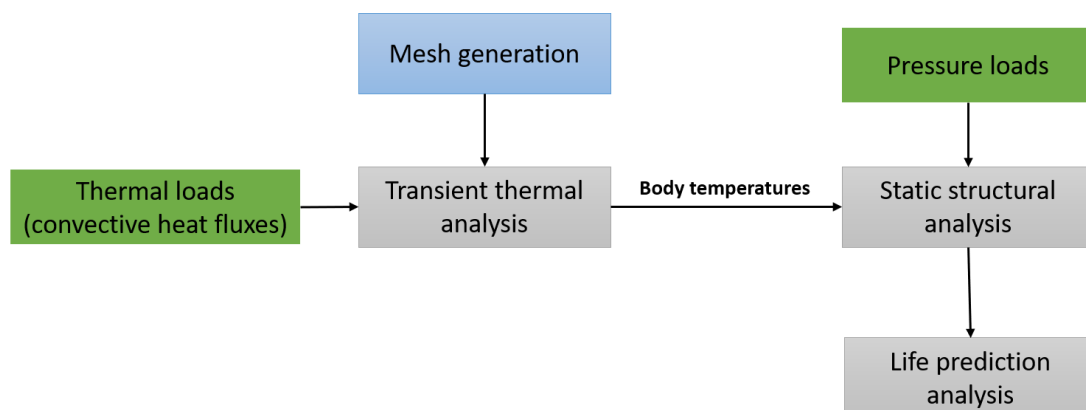 Mesh generation
Pressure loads
Thermal loads
(convective heat fluxes)
Transient thermal
analysis
Body temperatures
Static structural
analysis
Life prediction
analysis